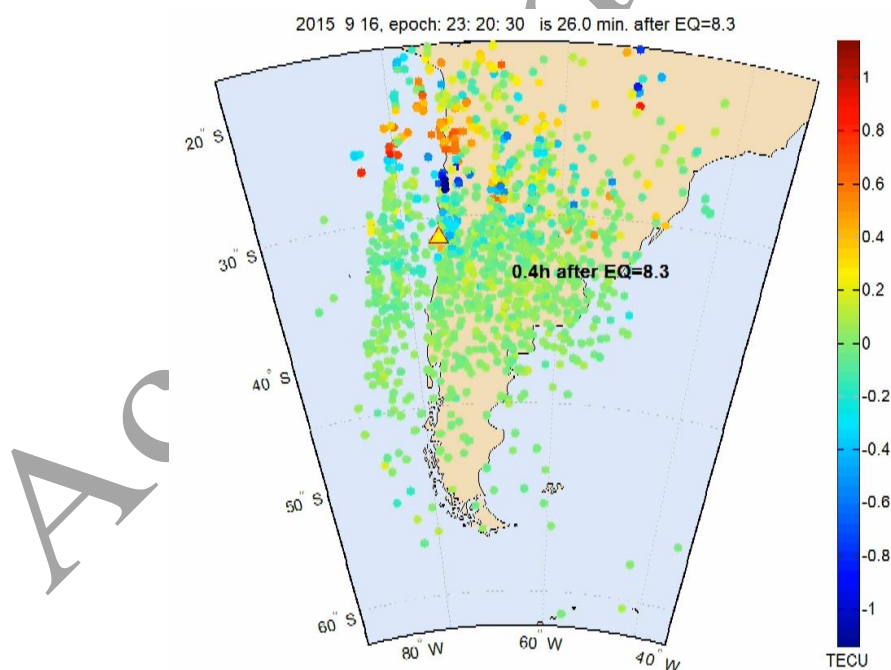 2015 9 16, epoch: 23: 20: 30 is 26.0 min. after EQ=8.3
20° S
30° S
40° S
50° S
60° S
80° W
60° W
40° W
0.4h after EQ=8.3
1
0.8
0.6
0.4
0.2
0
-0.2
-0.4
-0.6
-0.8
-1
TECU
Ac